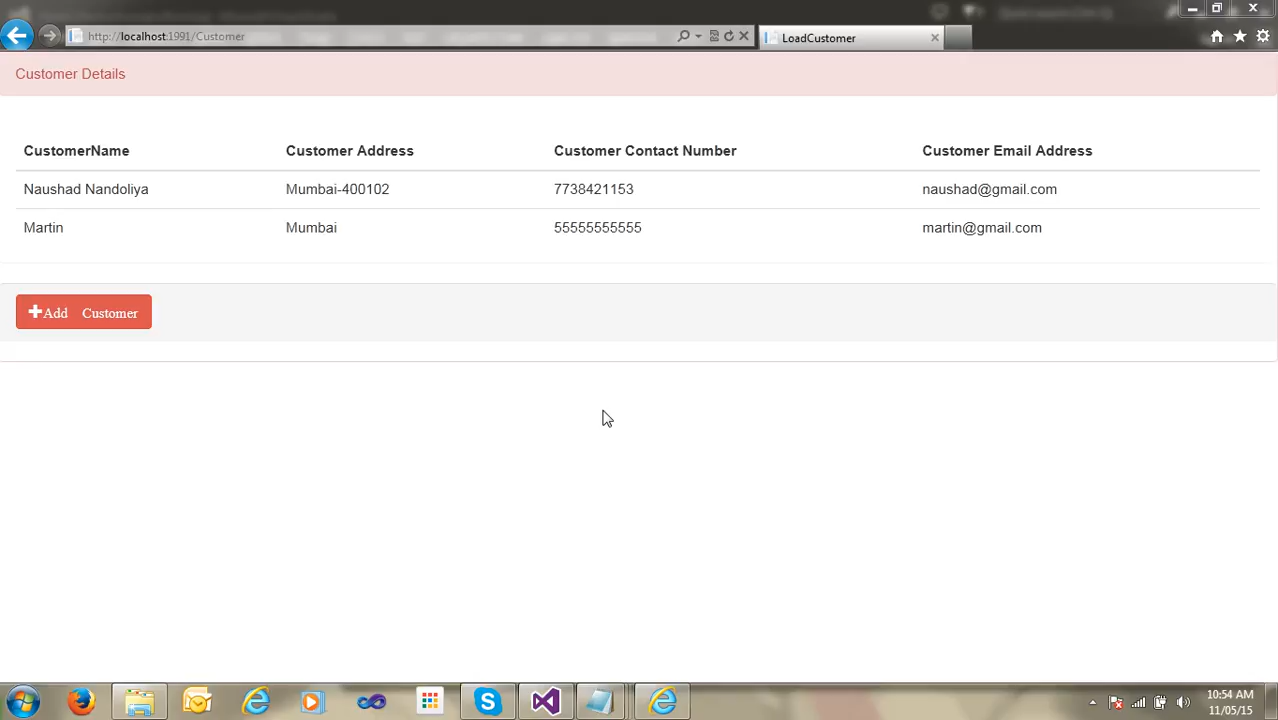 http://localhost:1991/Customer
LoadCustomer
Customer Details
CustomerName Customer Address Customer Contact Number Customer Email Address
Naushad Nandoliya Mumbai-400102 7738421153 naushad@gmail.com
Martin Mumbai 55555555555 martin@gmail.com
Add Customer
10:54 AM
11/05/15